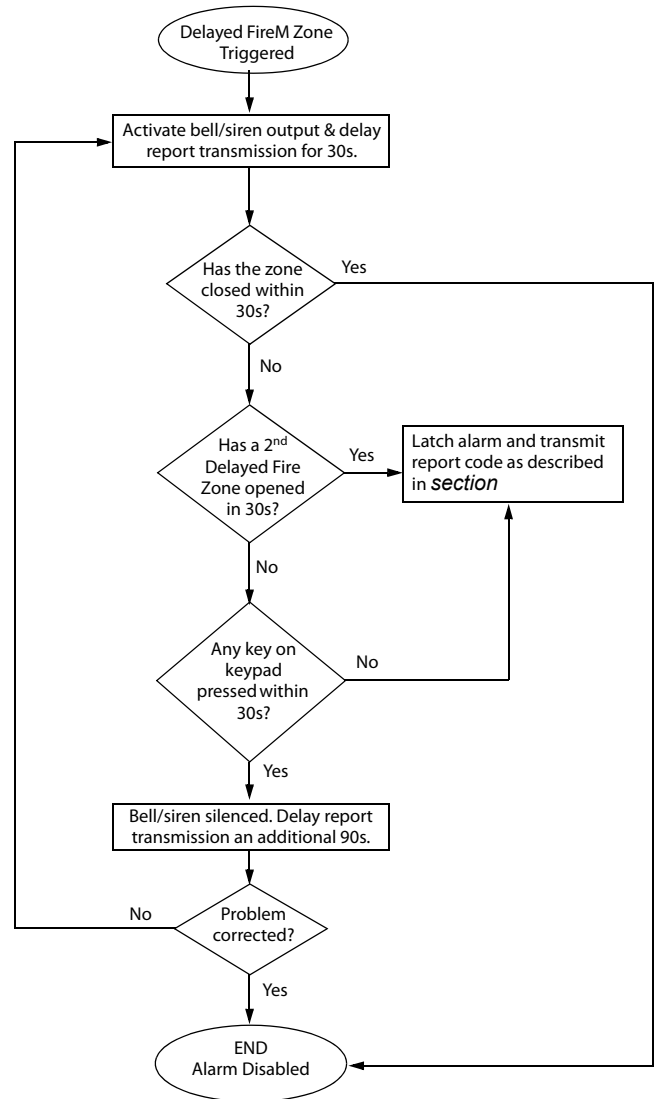 Delayed FireM Zone
Triggered
Activate bell/siren output & delay
report transmission for 30s.
Has the zone
closed within
30s?
Yes
No
Has a 2nd
Delayed Fire
Zone opened
in 30s?
Yes
Latch alarm and transmit
report code as described
in section
No
Any key on
keypad
pressed within
30s?
No
Yes
Bell/siren silenced. Delay report
transmission an additional 90s.
No
Problem
corrected?
Yes
END
Alarm Disabled